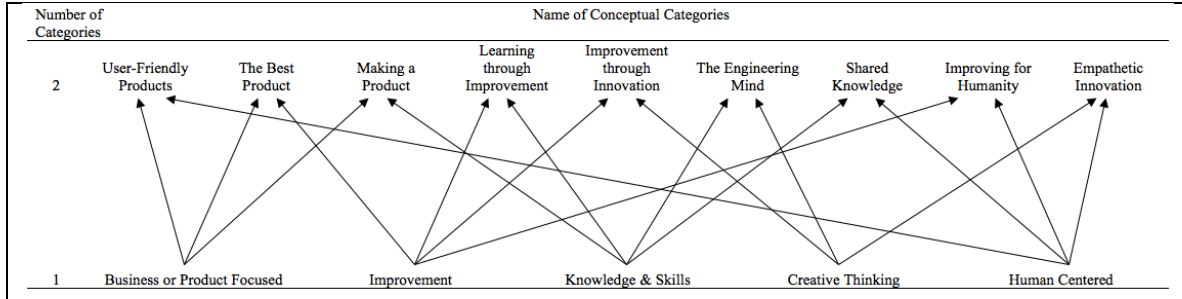 Number of Categories
Name of Conceptual Categories
2
User-Friendly Products
The Best Product
Making a Product
Learning through Improvement
Improvement through Innovation
The Engineering Mind
Shared Knowledge
Improving for Humanity
Empathetic Innovation
1
Business or Product Focused
Improvement
Knowledge & Skills
Creative Thinking
Human Centered